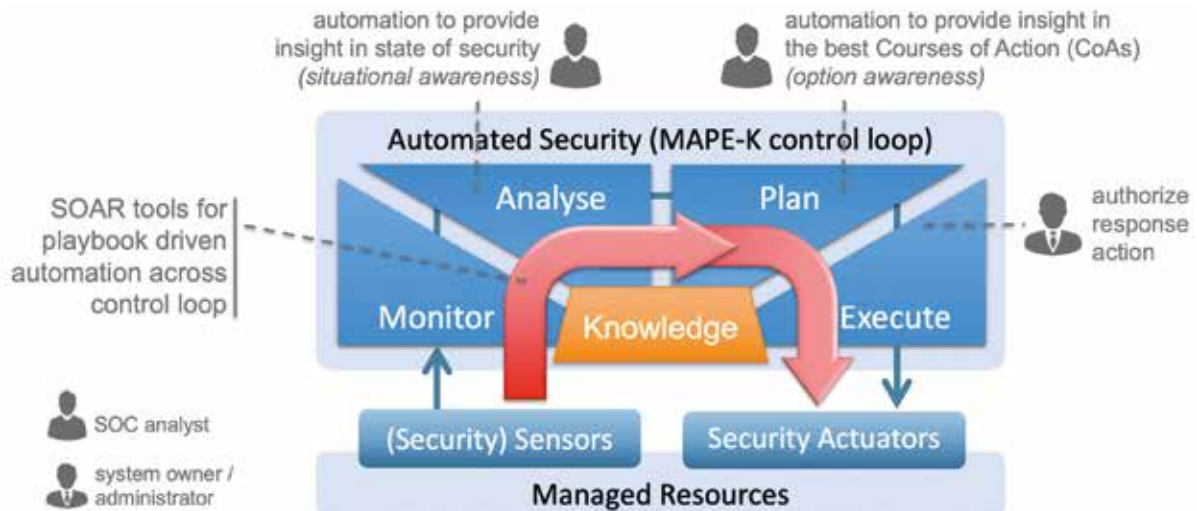 automation to provide
insight in state of security
(situational awareness)
automation to provide insight in
the best Courses of Action (CoAs)
(option awareness)
Automated Security (MAPE-K control loop)
Analyse
Plan
SOAR tools for
playbook driven
automation across
control loop
authorize
response
action
Monitor
Knowledge
Execute
SOC analyst
system owner /
administrator
(Security) Sensors
Security Actuators
Managed Resources